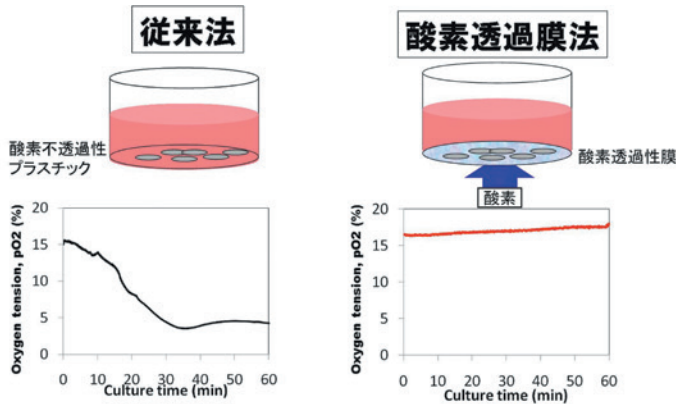 従来法
酸素不透過性
プラスチック
Oxygen tension, pO2 (%)
20
15
10
5
0
0 10 20 30 40 50 60
Culture time (min)
酸素透過膜法
酸素透過性膜
酸素
Oxygen tension, pO2 (%)
20
15
10
5
0
0 10 20 30 40 50 60
Culture time (min)